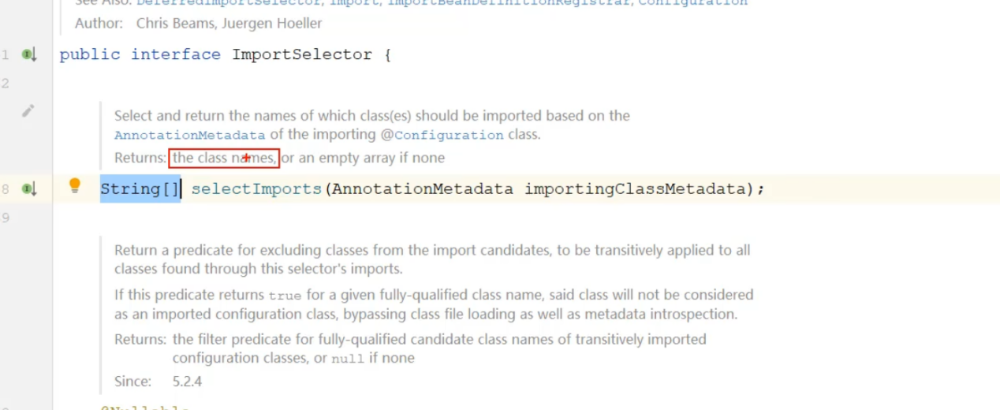 See Also: DeferredImportSelector, Import, ImportBeanDefinitionRegistrar, Configuration
Author: Chris Beams, Juergen Hoeller
1 public interface ImportSelector {
2
Select and return the names of which class(es) should be imported based on the
AnnotationMetadata of the importing @Configuration class.
Returns: the class names, or an empty array if none
8 String[] selectImports(AnnotationMetadata importingClassMetadata);
9
Return a predicate for excluding classes from the import candidates, to be transitively applied to all
classes found through this selector's imports.
If this predicate returns true for a given fully-qualified class name, said class will not be considered
as an imported configuration class, bypassing class file loading as well as metadata introspection.
Returns: the filter predicate for fully-qualified candidate class names of transitively imported
configuration classes, or null if none
Since: 5.2.4
@Nullable